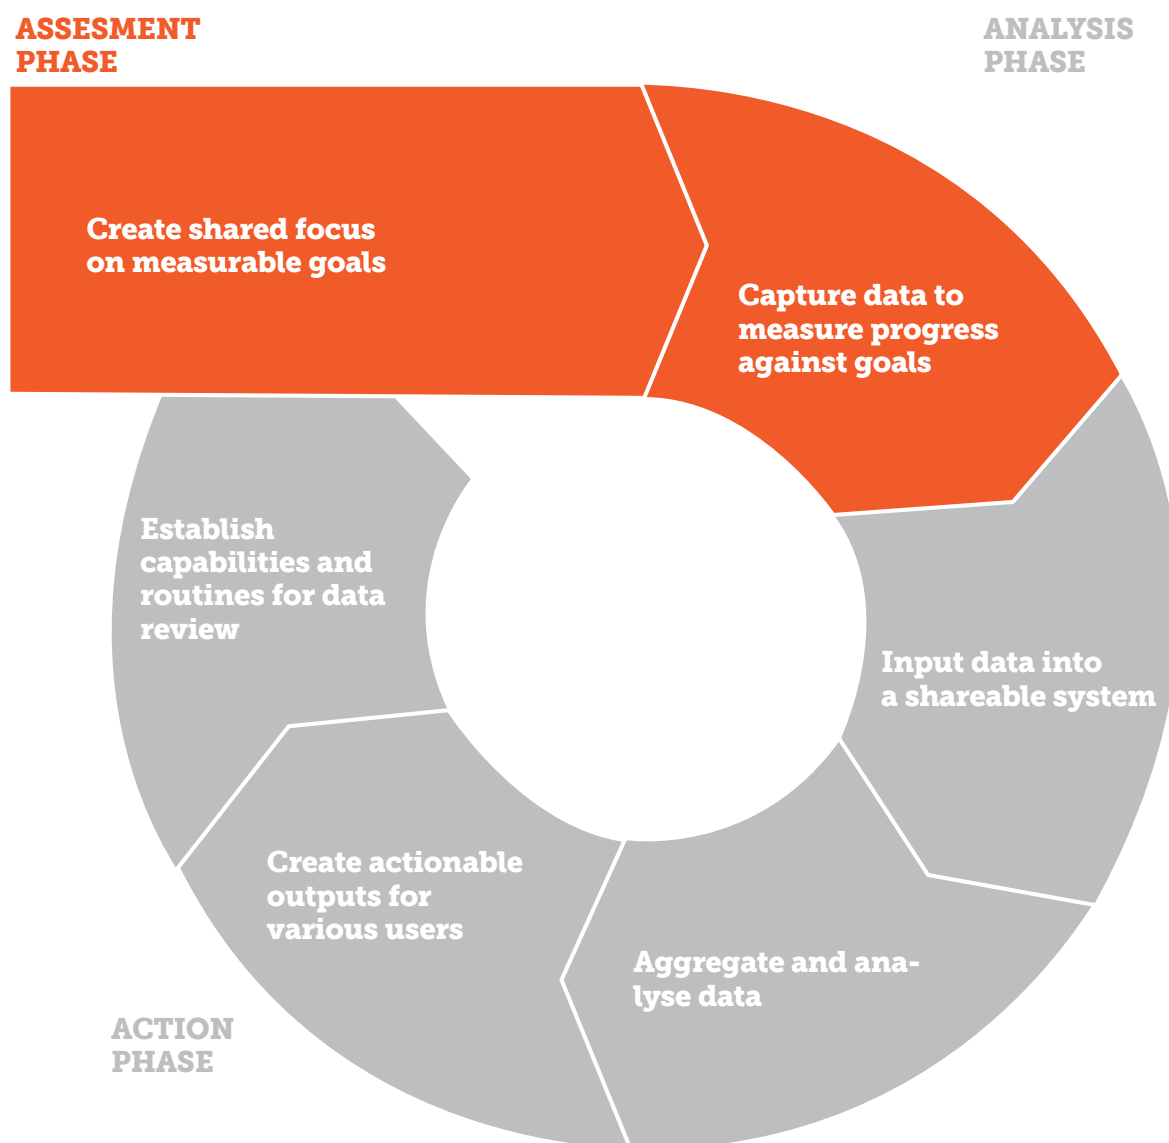 ASSESMENT
PHASE
ANALYSIS
PHASE
Create shared focus
on measurable goals
Capture data to
measure progress
against goals
Input data into
a shareable system
Aggregate and ana-
lyse data
Create actionable
outputs for
various users
Establish
capabilities and
routines for data
review
ACTION
PHASE